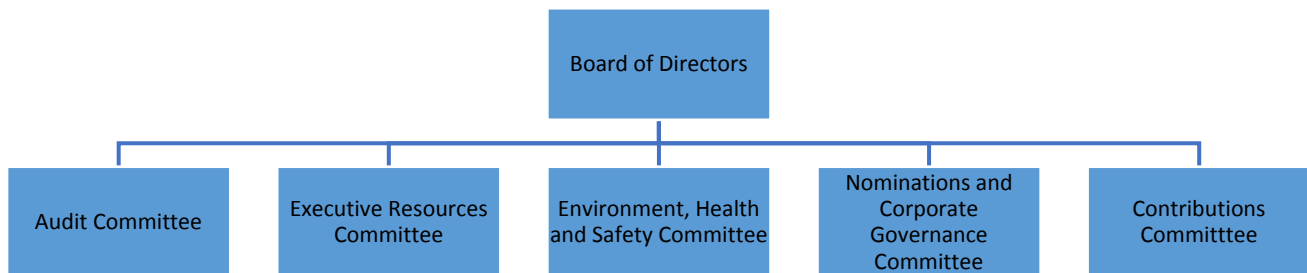 Board of Directors
Audit Committee
Executive Resources
Committee
Environment, Health
and Safety Committee
Nominations and
Corporate
Governance
Committee
Contributions
Committtee